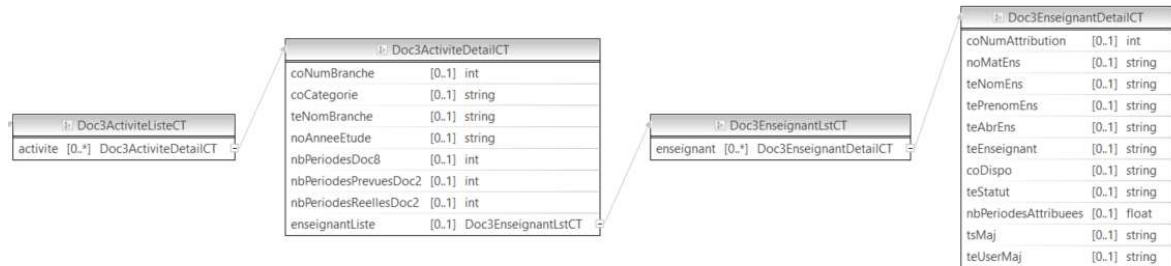 Doc3ActiviteListeCT
activite [0..*] Doc3ActiviteDetailCT
Doc3ActiviteDetailCT
coNumBranche [0..1] int
coCategorie [0..1] string
teNomBranche [0..1] string
noAnneeEtude [0..1] string
nbPeriodesDoc8 [0..1] int
nbPeriodesPrevuesDoc2 [0..1] int
nbPeriodesReellesDoc2 [0..1] int
enseignantListe [0..1] Doc3EnseignantLstCT
Doc3EnseignantLstCT
enseignant [0..*] Doc3EnseignantDetailCT
Doc3EnseignantDetailCT
coNumAttribution [0..1] int
noMatEns [0..1] string
teNomEns [0..1] string
tePrenomEns [0..1] string
teAbrEns [0..1] string
teEnseignant [0..1] string
coDispo [0..1] string
teStatut [0..1] string
nbPeriodesAttribuees [0..1] float
tsMaj [0..1] string
teUserMaj [0..1] string